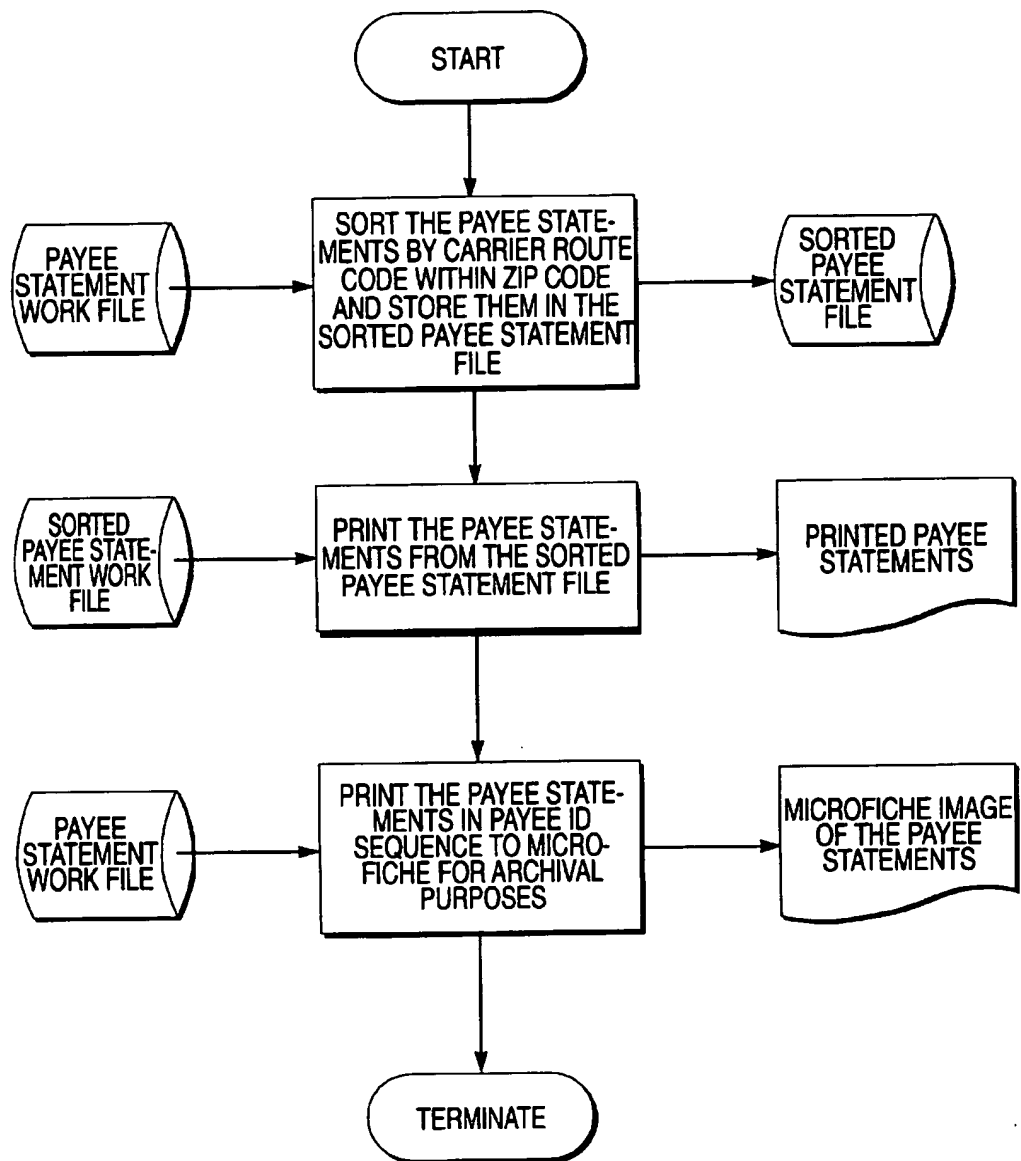 START
PAYEE
STATEMENT
WORK FILE
SORT THE PAYEE STATE-
MENTS BY CARRIER ROUTE
CODE WITHIN ZIP CODE
AND STORE THEM IN THE
SORTED PAYEE STATEMENT
FILE
SORTED
PAYEE
STATEMENT
FILE
SORTED
PAYEE STATE-
MENT WORK
FILE
PRINT THE PAYEE STATE-
MENTS FROM THE SORTED
PAYEE STATEMENT FILE
PRINTED PAYEE
STATEMENTS
PAYEE
STATEMENT
WORK FILE
PRINT THE PAYEE STATE-
MENTS IN PAYEE ID
SEQUENCE TO MICRO-
FICHE FOR ARCHIVAL
PURPOSES
MICROFICHE IMAGE
OF THE PAYEE
STATEMENTS
TERMINATE